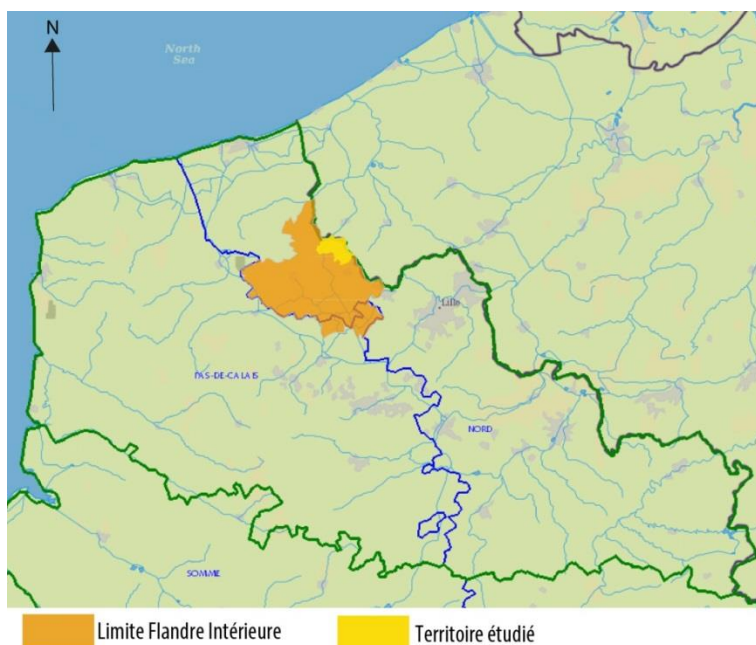 N
North
Sea
Lille
PAS-DE-CALAIS
NORD
SOMME
Limite Flandre Intérieure
Territoire étudié